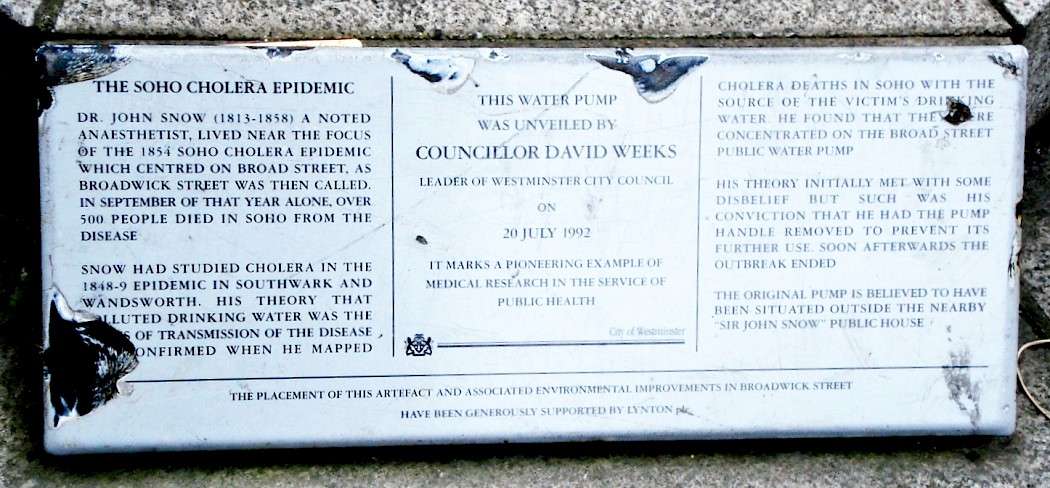 THE SOHO CHOLERA EPIDEMIC
DR. JOHN SNOW (1813-1858) A NOTED
ANAESTHETIST, LIVED NEAR THE FOCUS
OF THE 1854 SOHO CHOLERA EPIDEMIC
WHICH CENTRED ON BROAD STREET, AS
BROADWICK STREET WAS THEN CALLED.
IN SEPTEMBER OF THAT YEAR ALONE, OVER
500 PEOPLE DIED IN SOHO FROM THE
DISEASE
SNOW HAD STUDIED CHOLERA IN THE
1848-9 EPIDEMIC IN SOUTHWARK AND
WANDSWORTH. HIS THEORY THAT
POLLUTED DRINKING WATER WAS THE
OF TRANSMISSION OF THE DISEASE
CONFIRMED WHEN HE MAPPED
THIS WATER PUMP
WAS UNVEILED BY
COUNCILLOR DAVID WEEKS
LEADER OF WESTMINSTER CITY COUNCIL
ON
20 JULY 1992
IT MARKS A PIONEERING EXAMPLE OF
MEDICAL RESEARCH IN THE SERVICE OF
PUBLIC HEALTH
City of Westminster
CHOLERA DEATHS IN SOHO WITH THE
SOURCE OF THE VICTIM'S DRINKING
WATER. HE FOUND THAT THEY WERE
CONCENTRATED ON THE BROAD STREET
PUBLIC WATER PUMP
HIS THEORY INITIALLY MET WITH SOME
DISBELIEF BUT SUCH WAS HIS
CONVICTION THAT HE HAD THE PUMP
HANDLE REMOVED TO PREVENT ITS
FURTHER USE. SOON AFTERWARDS THE
OUTBREAK ENDED
THE ORIGINAL PUMP IS BELIEVED TO HAVE
BEEN SITUATED OUTSIDE THE NEARBY
"SIR JOHN SNOW" PUBLIC HOUSE
THE PLACEMENT OF THIS ARTEFACT AND ASSOCIATED ENVIRONMENTAL IMPROVEMENTS IN BROADWICK STREET
HAVE BEEN GENEROUSLY SUPPORTED BY LYNTON plc